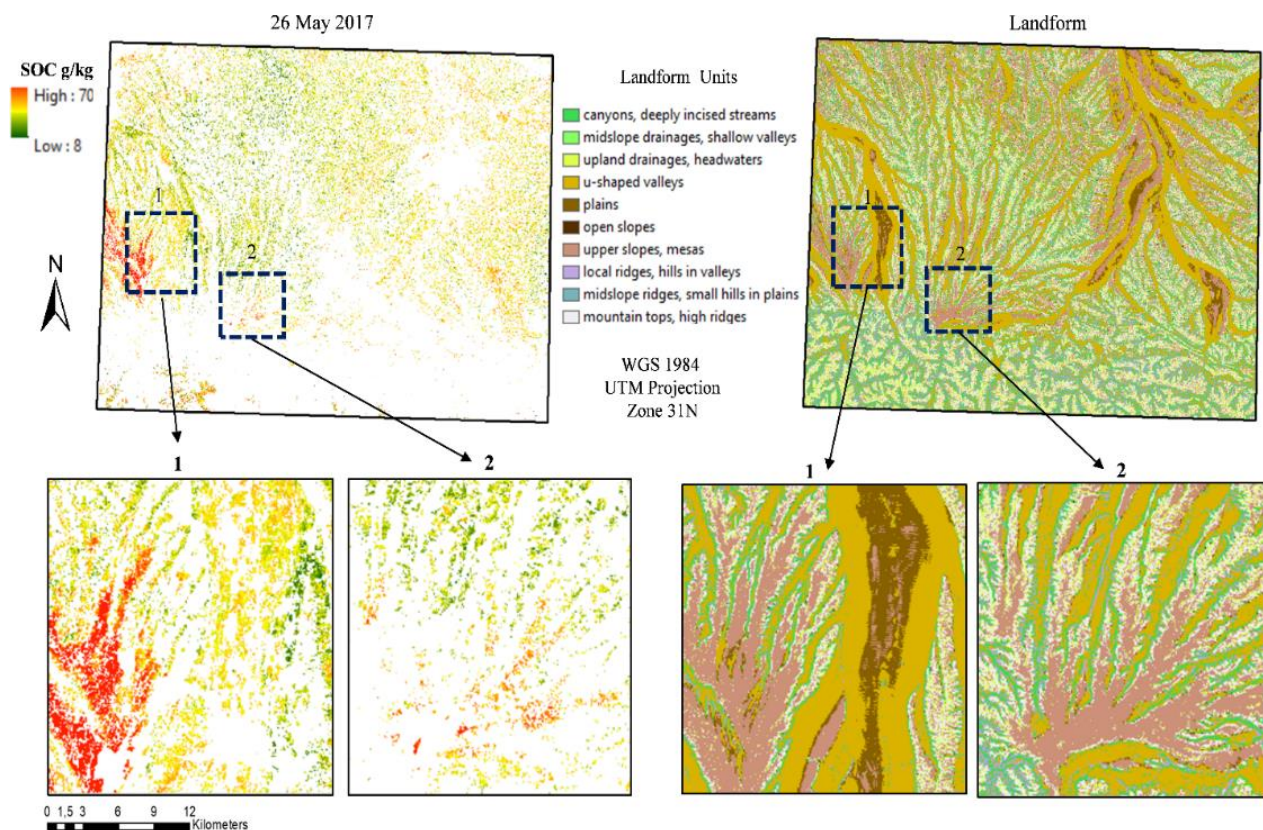 26 May 2017
Landform
SOC g/kg
High : 70
Low : 8
Landform Units
canyons, deeply incised streams
midslope drainages, shallow valleys
upland drainages, headwaters
u-shaped valleys
plains
open slopes
upper slopes, mesas
local ridges, hills in valleys
midslope ridges, small hills in plains
mountain tops, high ridges
1
2
1
2
N
WGS 1984
UTM Projection
Zone 31N
1
2
1
2
0 1,5 3 6 9 12
Kilometers